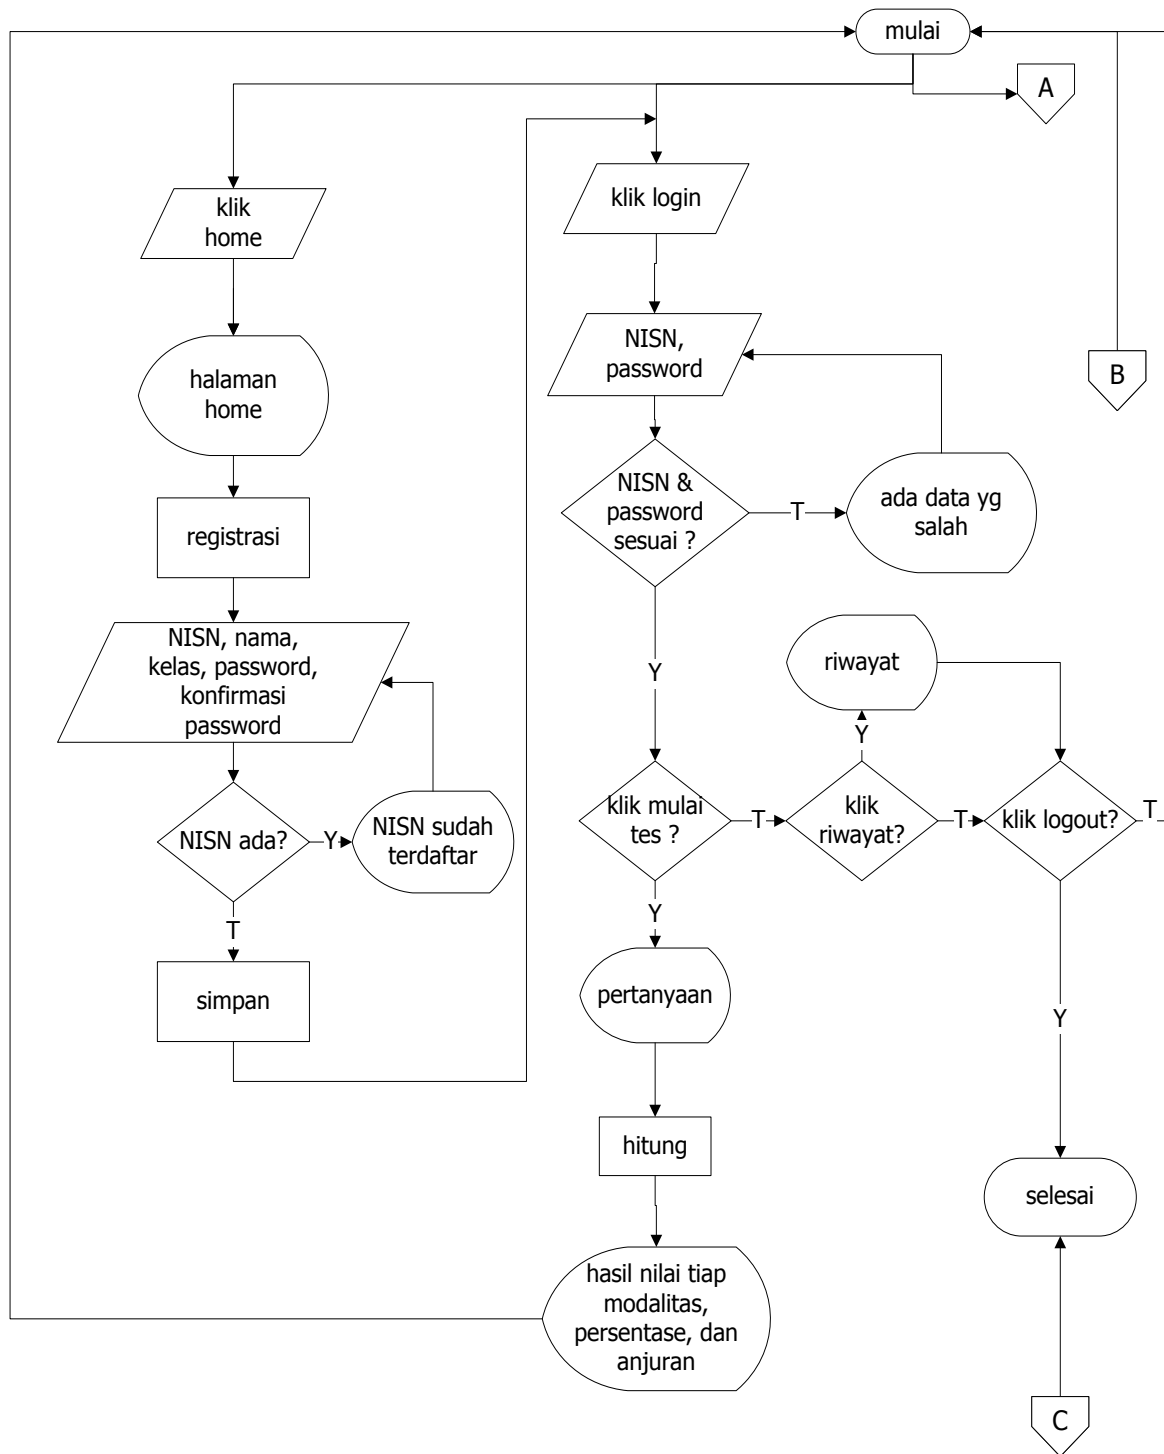 mulai
A
klik
home
klik login
halaman
home
NISN,
password
B
registrasi
NISN &
password
sesuai ?
T
ada data yg
salah
NISN, nama,
kelas, password,
konfirmasi
password
Y
riwayat
Y
NISN ada?
Y
NISN sudah
terdaftar
klik mulai
tes ?
T
klik
riwayat?
T
klik logout?
T
T
Y
simpan
pertanyaan
Y
hitung
selesai
hasil nilai tiap
modalitas,
persentase, dan
anjuran
C